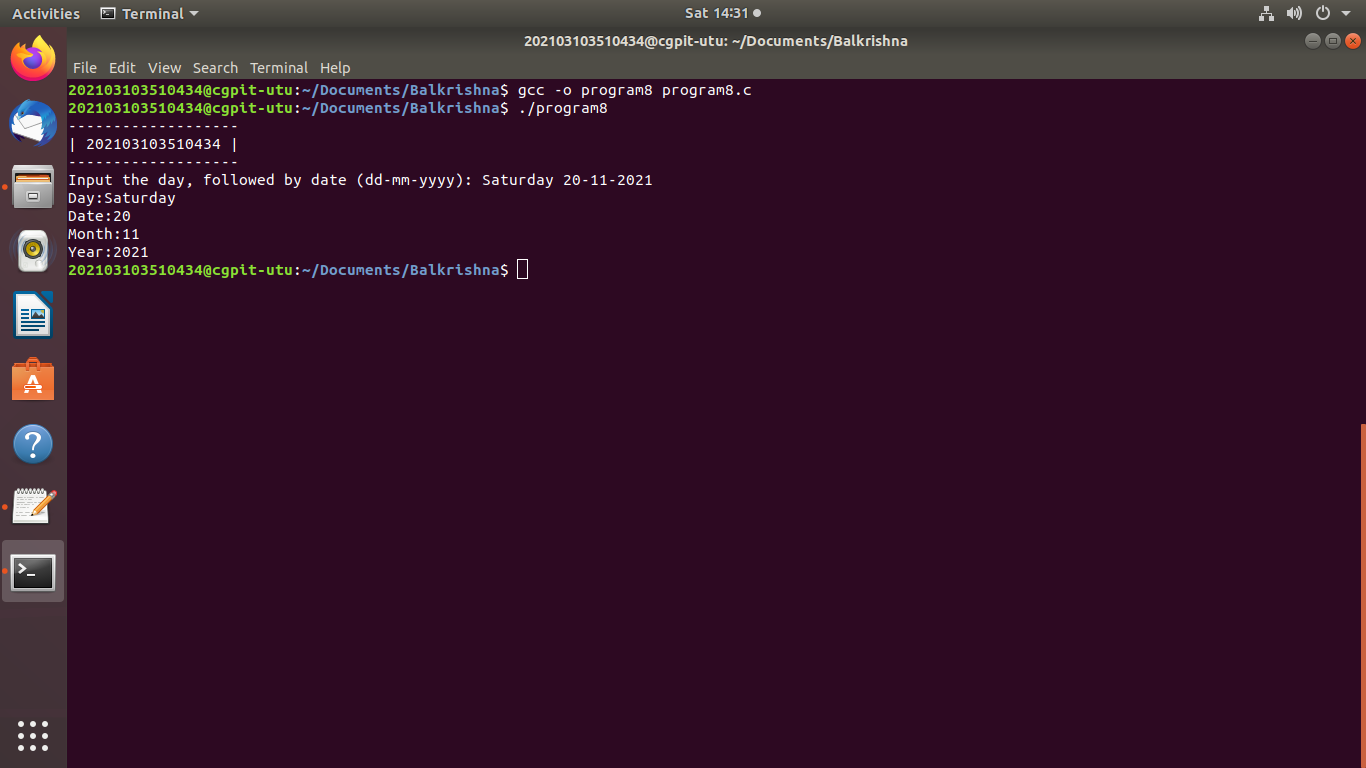 Activities Terminal Sat 14:31
202103103510434@cgpit-utu: ~/Documents/Balkrishna
File Edit View Search Terminal Help
202103103510434@cgpit-utu:~/Documents/Balkrishna$ gcc -o program8 program8.c
202103103510434@cgpit-utu:~/Documents/Balkrishna$ ./program8
-------------------
| 202103103510434 |
-------------------
Input the day, followed by date (dd-mm-yyyy): Saturday 20-11-2021
Day:Saturday
Date:20
Month:11
Year:2021
202103103510434@cgpit-utu:~/Documents/Balkrishna$